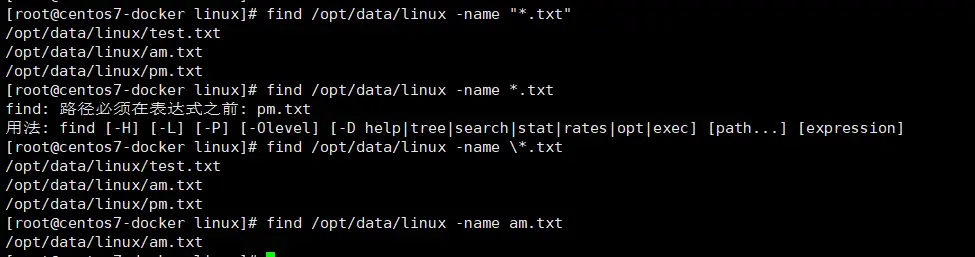 [root@centos7-docker linux]# find /opt/data/linux -name "*.txt"
/opt/data/linux/test.txt
/opt/data/linux/am.txt
/opt/data/linux/pm.txt
[root@centos7-docker linux]# find /opt/data/linux -name *.txt
find: 路径必须在表达式之前: pm.txt
用法: find [-H] [-L] [-P] [-Olevel] [-D help|tree|search|stat|rates|opt|exec] [path...] [expression]
[root@centos7-docker linux]# find /opt/data/linux -name \*.txt
/opt/data/linux/test.txt
/opt/data/linux/am.txt
/opt/data/linux/pm.txt
[root@centos7-docker linux]# find /opt/data/linux -name am.txt
/opt/data/linux/am.txt